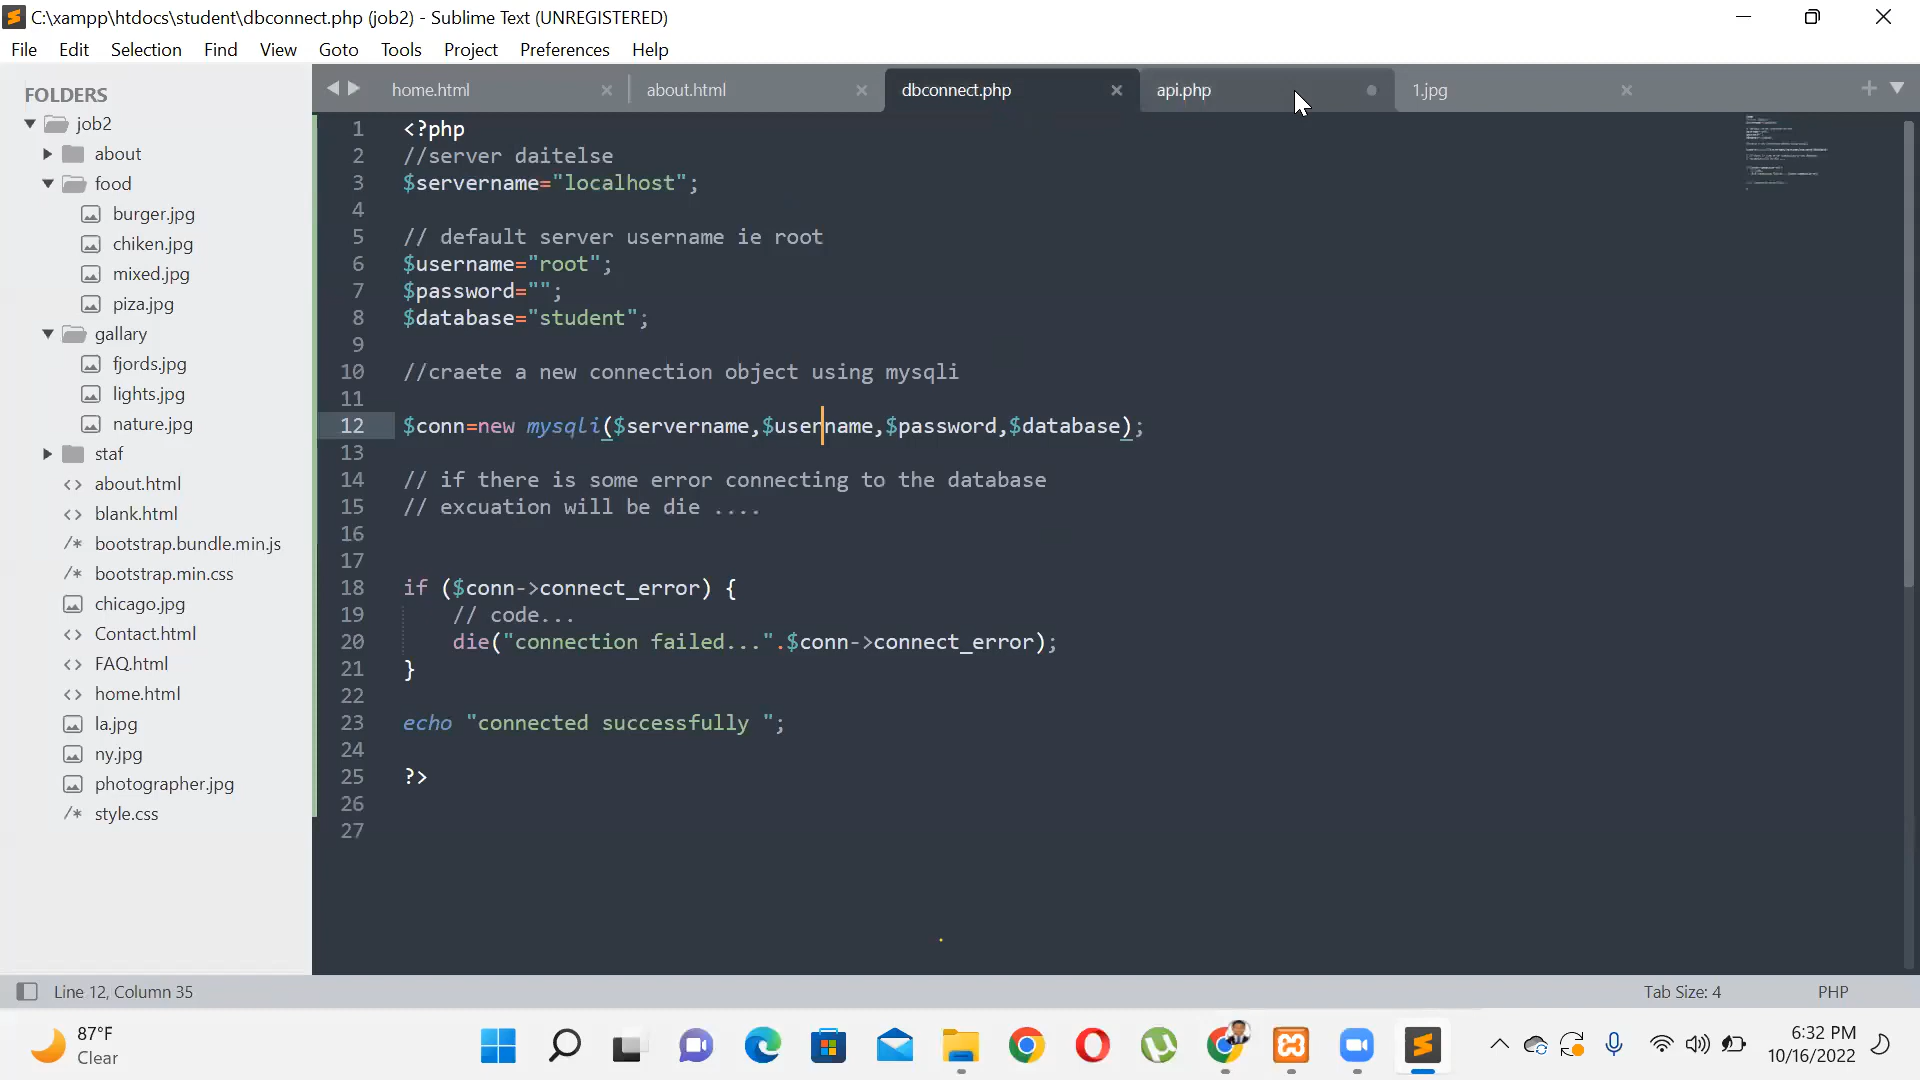 C:\xampp\htdocs\student\dbconnect.php (job2) - Sublime Text (UNREGISTERED)
File Edit Selection Find View Goto Tools Project Preferences Help
FOLDERS
job2
about
food
burger.jpg
chiken.jpg
mixed.jpg
piza.jpg
gallary
fjords.jpg
lights.jpg
nature.jpg
staf
<> about.html
<> blank.html
/* bootstrap.bundle.min.js
/* bootstrap.min.css
chicago.jpg
<> Contact.html
<> FAQ.html
<> home.html
la.jpg
ny.jpg
photographer.jpg
/* style.css
home.html about.html dbconnect.php api.php 1.jpg
1 <?php
2 //server daitelse
3 $servername="localhost";
4
5 // default server username ie root
6 $username="root";
7 $password="";
8 $database="student";
9
10 //craete a new connection object using mysqli
11
12 $conn=new mysqli($servername,$username,$password,$database);
13
14 // if there is some error connecting to the database
15 // excuation will be die ....
16
17
18 if ($conn->connect_error) {
19 // code...
20 die("connection failed...".$conn->connect_error);
21 }
22
23 echo "connected successfully ";
24
25 ?>
26
27
Line 12, Column 35
Tab Size: 4 PHP
87°F
Clear
6:32 PM
10/16/2022